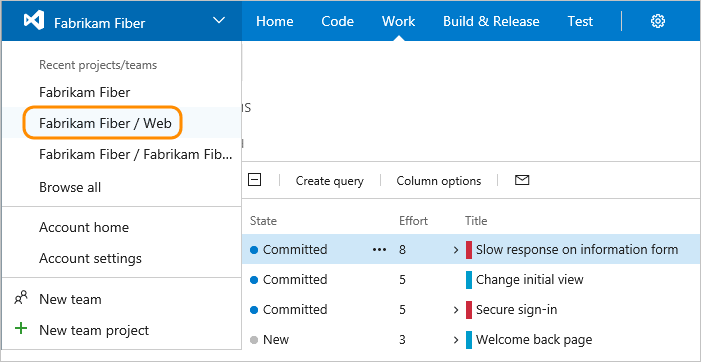 Fabrikam Fiber Home Code Work Build & Release Test
Recent projects/teams
Fabrikam Fiber
Fabrikam Fiber / Web
Fabrikam Fiber / Fabrikam Fib...
Browse all
Account home
Account settings
New team
New team project
Create query Column options
State Effort Title
Committed ... 8 Slow response on information form
Committed 5 Change initial view
Committed 5 Secure sign-in
New 3 Welcome back page